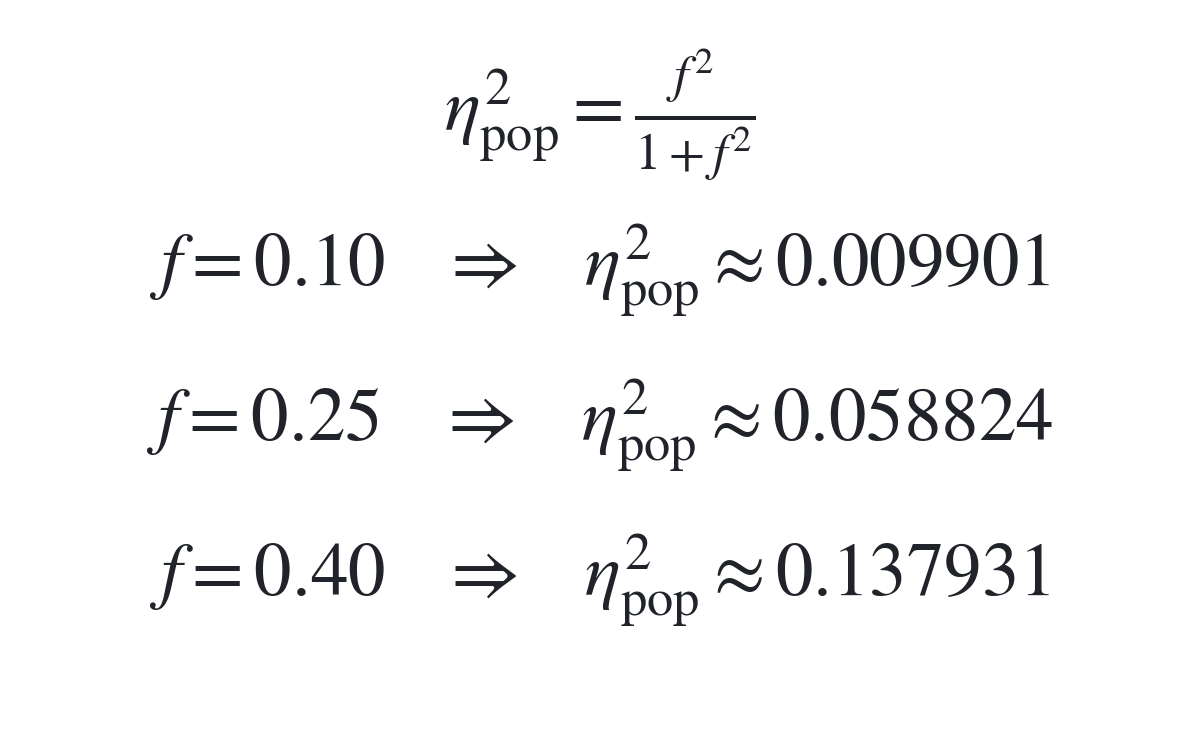 η²_pop = f² / (1 + f²)
f = 0.10 ⇒ η²_pop ≈ 0.009901
f = 0.25 ⇒ η²_pop ≈ 0.058824
f = 0.40 ⇒ η²_pop ≈ 0.137931